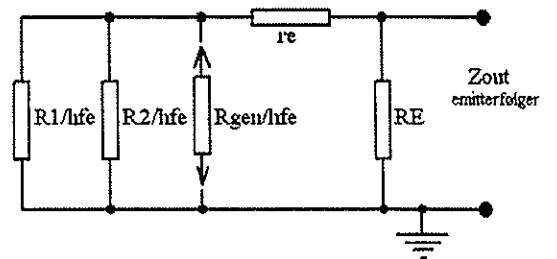 re
Zout
emitterfølger
R1/hfe
R2/hfe
Rgen/hfe
RE